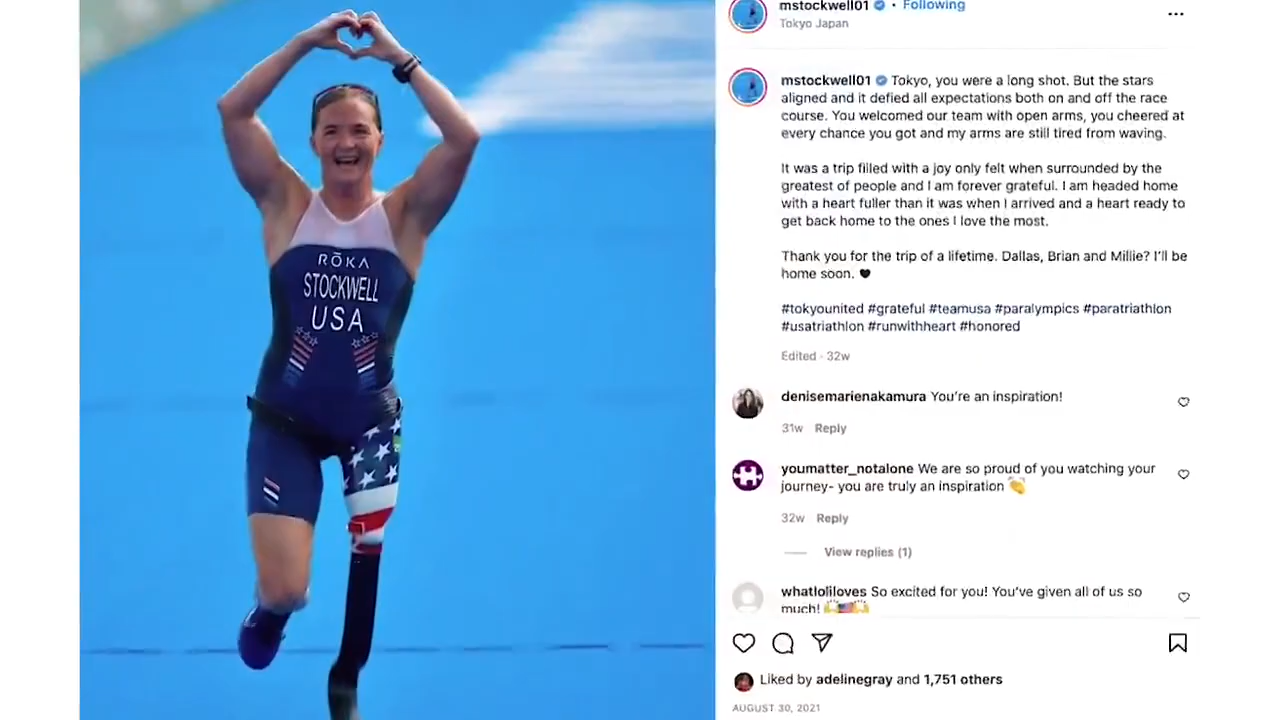 mstockwell01 • Following
Tokyo Japan
mstockwell01 Tokyo, you were a long shot. But the stars
aligned and it defied all expectations both on and off the race
course. You welcomed our team with open arms, you cheered at
every chance you got and my arms are still tired from waving.
It was a trip filled with a joy only felt when surrounded by the
greatest of people and I am forever grateful. I am headed home
with a heart fuller than it was when I arrived and a heart ready to
get back home to the ones I love the most.
Thank you for the trip of a lifetime. Dallas, Brian and Millie? I'll be
home soon. 🖤
#tokyounited #grateful #teamusa #paralympics #paratriathlon
#usatriathlon #runwithheart #honored
Edited · 32w
denisemarienakamura You're an inspiration!
31w Reply
youmatter_notalone We are so proud of you watching your
journey- you are truly an inspiration 👏
32w Reply
View replies (1)
whatloliloves So excited for you! You've given all of us so
much! 🙌🇺🇸🙌
Liked by adelinegray and 1,751 others
AUGUST 30, 2021
RŌKA
STOCKWELL
USA